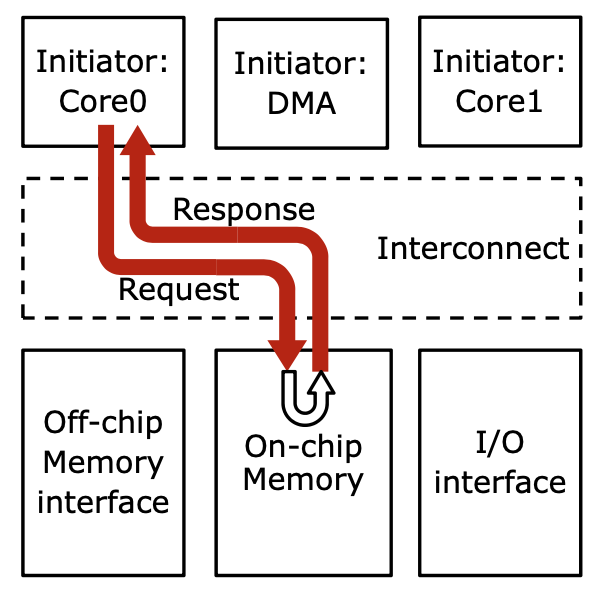 Initiator:
Core0
Initiator:
DMA
Initiator:
Core1
Response
Interconnect
Request
Off-chip
Memory
interface
On-chip
Memory
I/O
interface